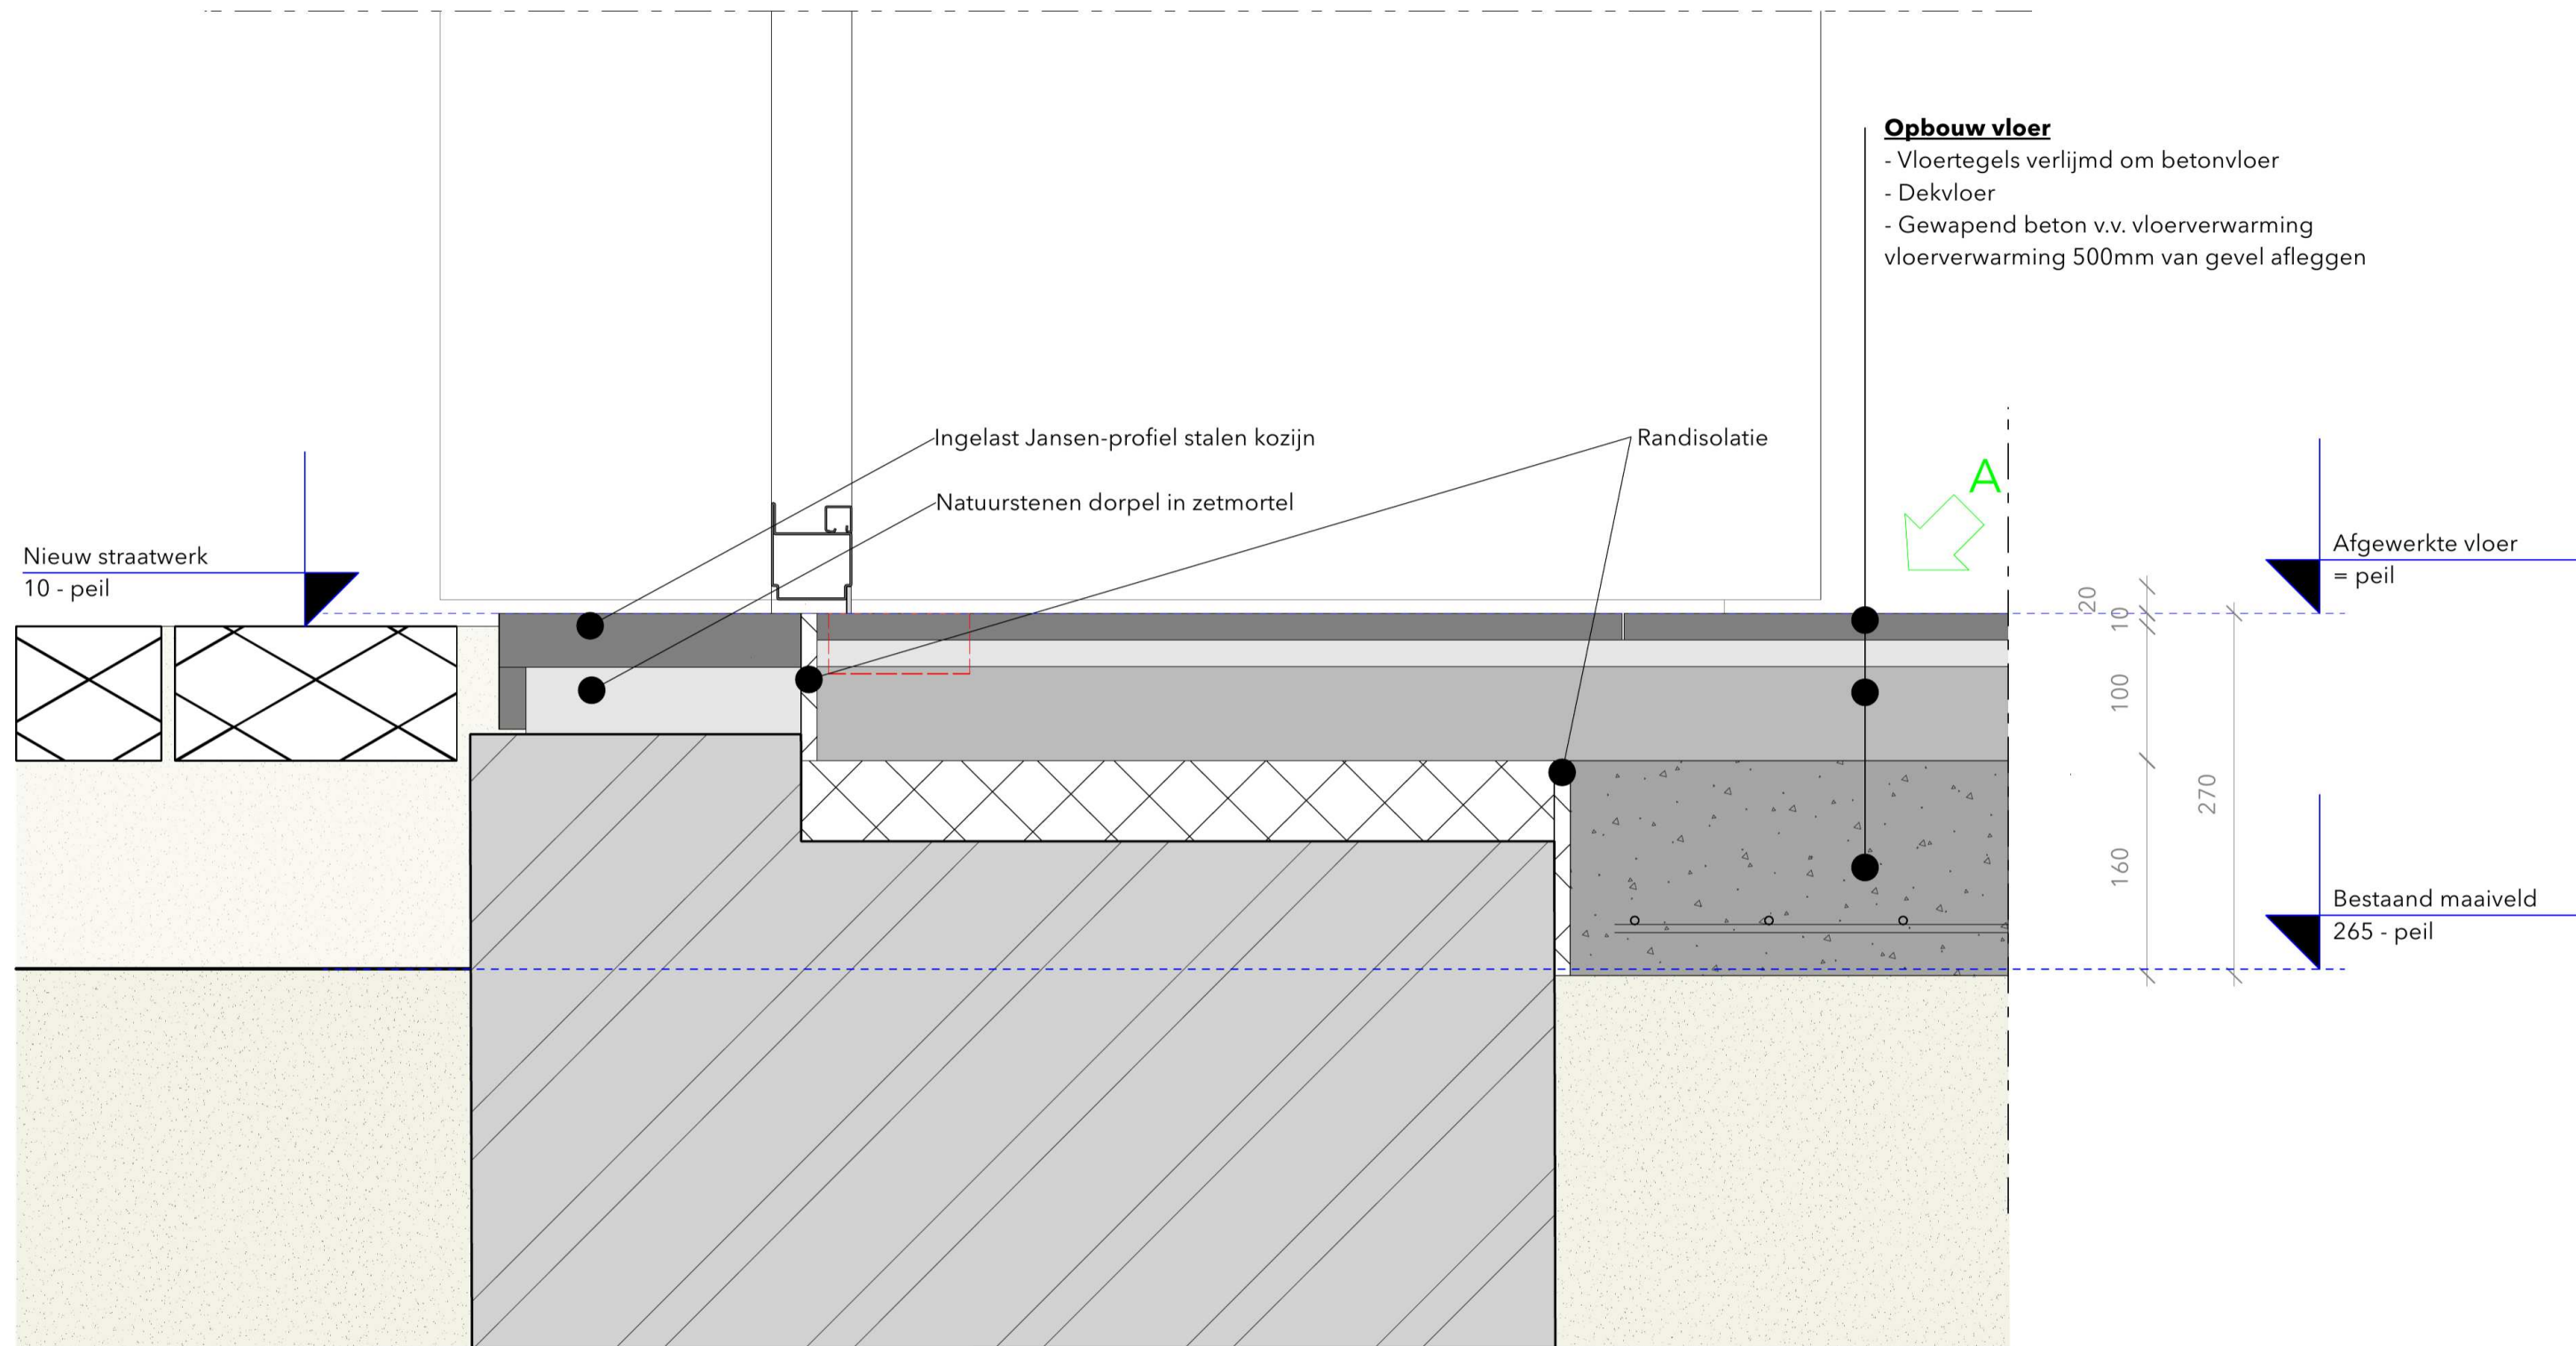 Opbouw vloer
- Vloertegels verlijmd om betonvloer
- Dekvloer
- Gewapend beton v.v. vloerverwarming
vloerverwarming 500mm van gevel afleggen
Ingelast Jansen-profiel stalen kozijn
Randisolatie
Natuurstenen dorpel in zetmortel
A
Nieuw straatwerk
10 - peil
Afgewerkte vloer
= peil
20
10
100
270
160
Bestaand maaiveld
265 - peil